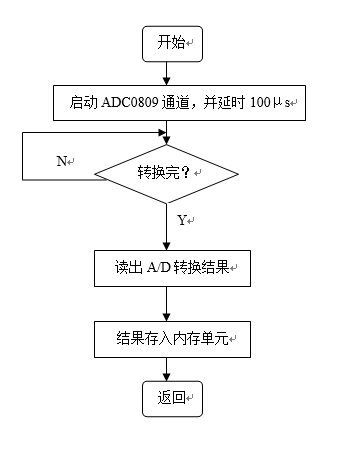 开始
启动 ADC0809 通道，并延时 100μs
转换完？
N
Y
读出 A/D 转换结果
结果存入内存单元
返回